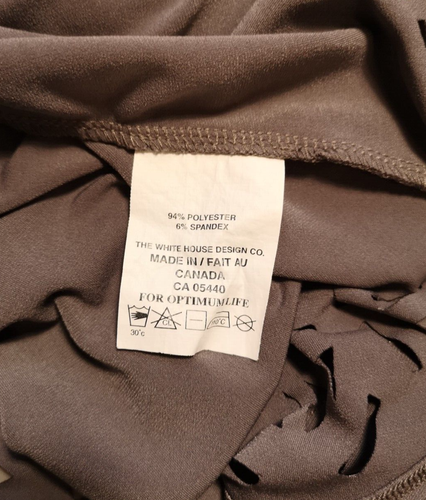 94% POLYESTER
6% SPANDEX
THE WHITE HOUSE DESIGN CO.
MADE IN / FAIT AU
CANADA
CA 05440
FOR OPTIMUMLIFE
CL
30°c